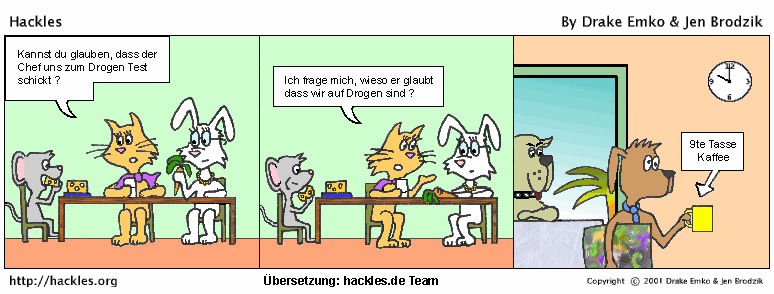 Hackles
By Drake Emko & Jen Brodzik
Kannst du glauben, dass der
Chef uns zum Drogen Test
schickt ?
Ich frage mich, wieso er glaubt
dass wir auf Drogen sind ?
12
9
3
6
9te Tasse
Kaffee
http://hackles.org
Übersetzung: hackles.de Team
Copyright © 2001 Drake Emko & Jen Brodzik